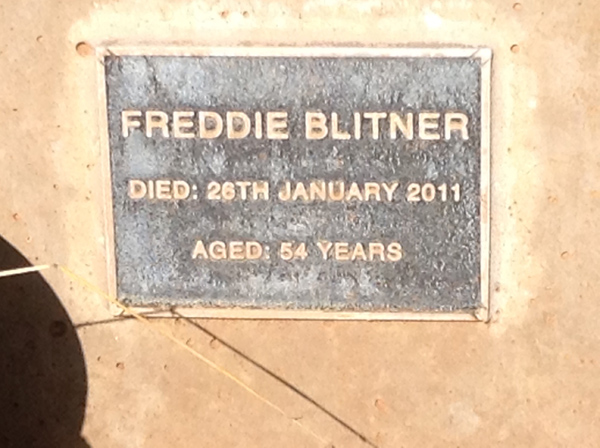 FREDDIE BLITNER
DIED: 26TH JANUARY 2011
AGED: 54 YEARS